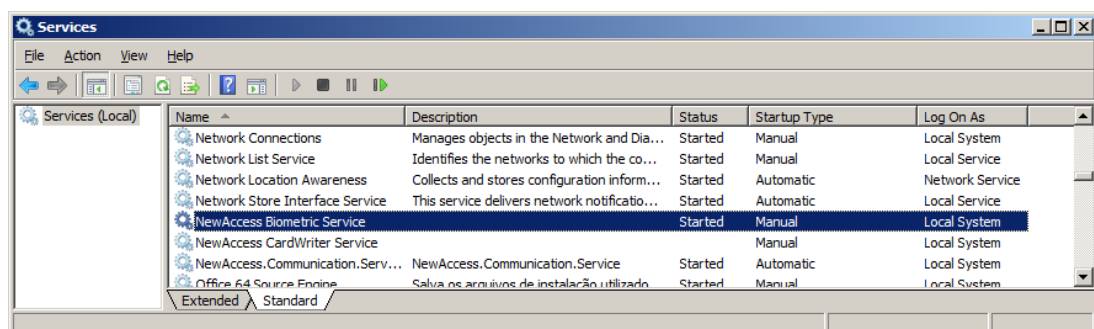 Services
File Action View Help
Services (Local)
Name Description Status Startup Type Log On As
Network Connections Manages objects in the Network and Dia... Started Manual Local System
Network List Service Identifies the networks to which the co... Started Manual Local Service
Network Location Awareness Collects and stores configuration inform... Started Automatic Network Service
Network Store Interface Service This service delivers network notificatio... Started Automatic Local Service
NewAccess Biometric Service Started Manual Local System
NewAccess CardWriter Service Manual Local System
NewAccess.Communication.Serv... NewAccess.Communication.Service Started Automatic Local System
Office 64 Source Engine Salva os arquivos de instalação utilizado Started Manual Local System
Extended Standard